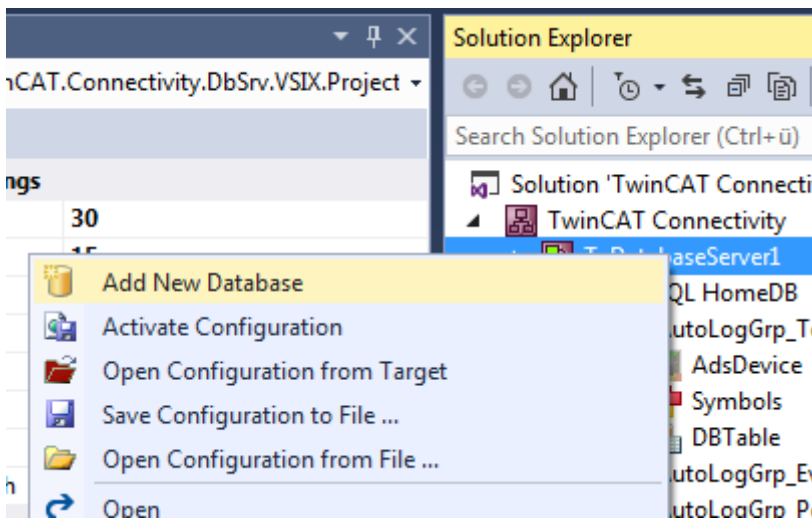 Solution Explorer
nCAT.Connectivity.DbSrv.VSIX.Project
Search Solution Explorer (Ctrl+ü)
ngs
Solution 'TwinCAT Connecti
30
TwinCAT Connectivity
15
baseServer1
Add New Database
QL HomeDB
Activate Configuration
utoLogGrp_T
Open Configuration from Target
AdsDevice
Save Configuration to File ...
Symbols
DBTable
Open Configuration from File ...
utoLogGrp_Ev
h
Open
utoLogGrp_P